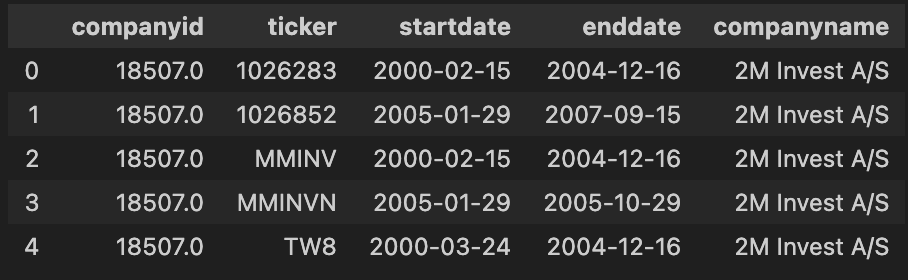 companyid ticker startdate enddate companyname
0 18507.0 1026283 2000-02-15 2004-12-16 2M Invest A/S
1 18507.0 1026852 2005-01-29 2007-09-15 2M Invest A/S
2 18507.0 MMINV 2000-02-15 2004-12-16 2M Invest A/S
3 18507.0 MMINVN 2005-01-29 2005-10-29 2M Invest A/S
4 18507.0 TW8 2000-03-24 2004-12-16 2M Invest A/S